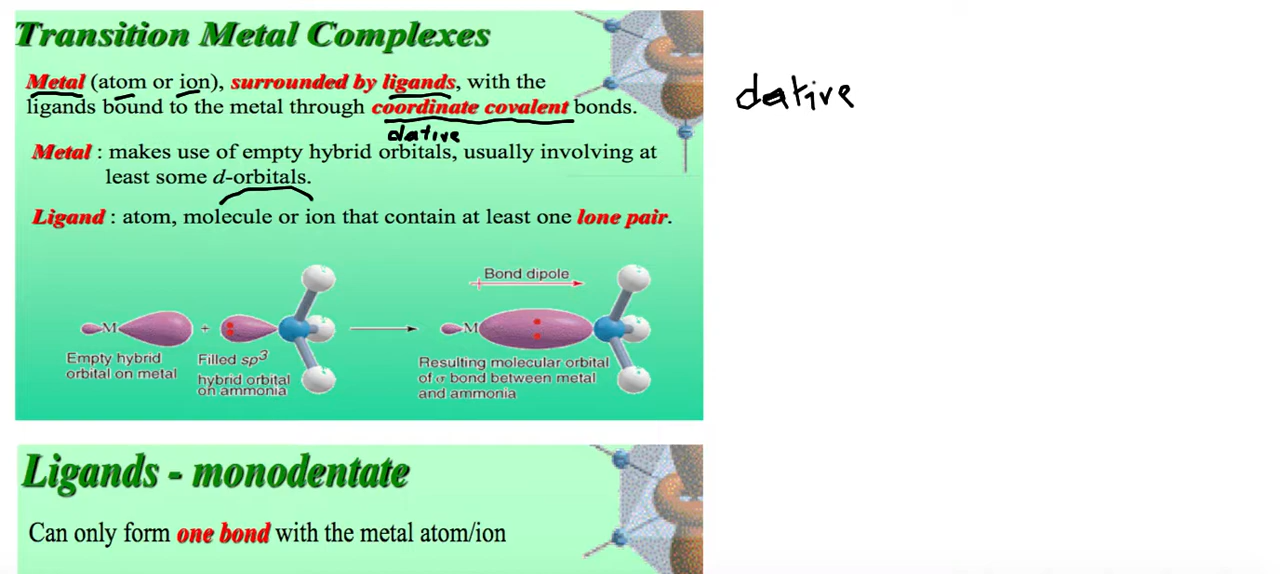 Transition Metal Complexes
Metal (atom or ion), surrounded by ligands, with the
ligands bound to the metal through coordinate covalent bonds.
dative
dative
Metal : makes use of empty hybrid orbitals, usually involving at
least some d-orbitals.
Ligand : atom, molecule or ion that contain at least one lone pair.
Bond dipole
M + M
Empty hybrid
orbital on metal
Filled sp³
hybrid orbital
on ammonia
Resulting molecular orbital
of σ bond between metal
and ammonia
Ligands - monodentate
Can only form one bond with the metal atom/ion